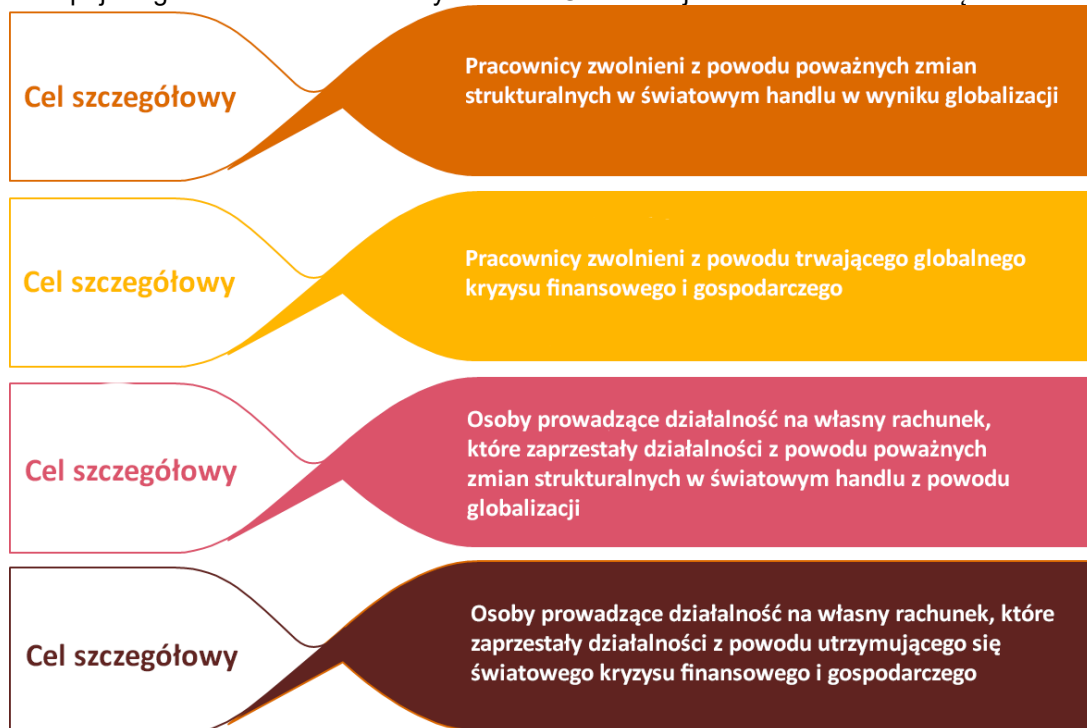 Cel szczegółowy
Pracownicy zwolnieni z powodu poważnych zmian
strukturalnych w światowym handlu w wyniku globalizacji
Cel szczegółowy
Pracownicy zwolnieni z powodu trwającego globalnego
kryzysu finansowego i gospodarczego
Cel szczegółowy
Osoby prowadzące działalność na własny rachunek,
które zaprzestały działalności z powodu poważnych
zmian strukturalnych w światowym handlu z powodu
globalizacji
Cel szczegółowy
Osoby prowadzące działalność na własny rachunek, które
zaprzestały działalności z powodu utrzymującego się
światowego kryzysu finansowego i gospodarczego